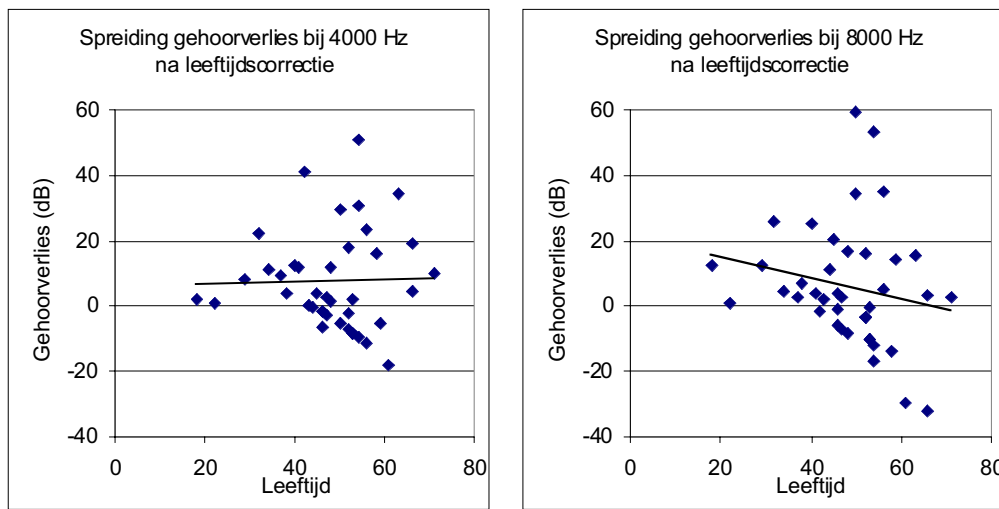 Spreiding gehoorverlies bij 4000 Hz
na leeftijdscorrectie
60
40
20
0
-20
-40
Gehoorverlies (dB)
0 20 40 60 80
Leeftijd
Spreiding gehoorverlies bij 8000 Hz
na leeftijdscorrectie
60
40
20
0
-20
-40
Gehoorverlies (dB)
0 20 40 60 80
Leeftijd